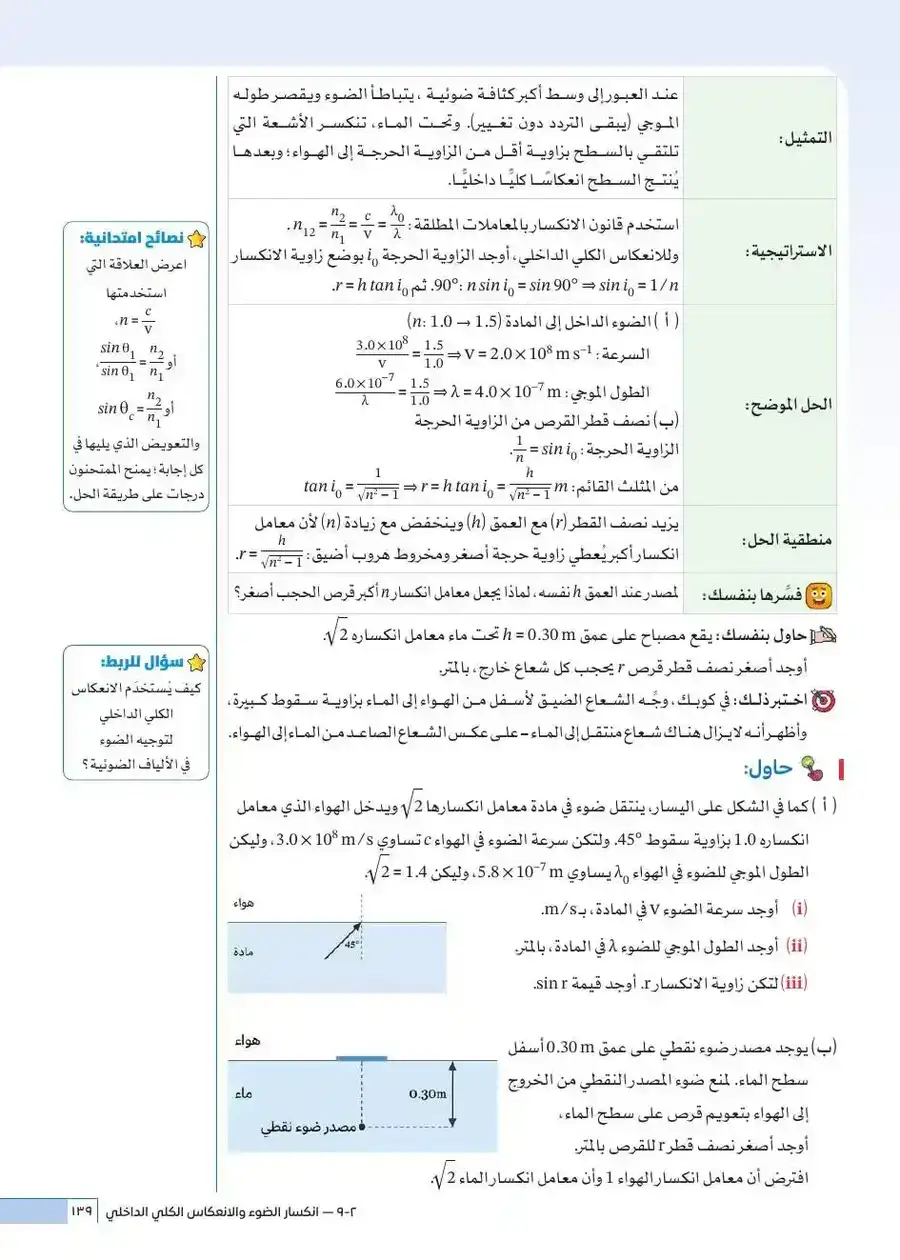 التمثيل:
عند العبور إلى وسط أكبر كثافة ضوئية، يتباطأ الضوء ويقصر طوله
الموجي (يبقى التردد دون تغيير). وتحت الماء، تنكسر الأشعة التي
تلتقي بالسطح بزاوية أقل من الزاوية الحرجة إلى الهواء؛ وبعدها
يُنتج السطح انعكاسًا كليًّا داخليًّا.
الاستراتيجية:
استخدم قانون الانكسار بالمعاملات المطلقة: n₁₂ = n₂/n₁ = c/v = λ₀/λ .
وللانعكاس الكلي الداخلي، أوجد الزاوية الحرجة i₀ بوضع زاوية الانكسار
90°: n sin i₀ = sin 90° ⇒ sin i₀ = 1/n. ثم r = h tan i₀.
الحل الموضح:
( أ ) الضوء الداخل إلى المادة (n: 1.0 → 1.5)
السرعة: 3.0 × 10⁸/v = 1.5/1.0 ⇒ v = 2.0 × 10⁸ m s⁻¹
الطول الموجي: 6.0 × 10⁻⁷/λ = 1.5/1.0 ⇒ λ = 4.0 × 10⁻⁷ m
(ب) نصف قطر القرص من الزاوية الحرجة
الزاوية الحرجة: sin i₀ = 1/n.
من المثلث القائم: tan i₀ = 1/√(n² − 1) ⇒ r = h tan i₀ = h/√(n² − 1) m
منطقية الحل:
يزيد نصف القطر (r) مع العمق (h) وينخفض مع زيادة (n) لأن معامل
انكسار أكبر يُعطي زاوية حرجة أصغر ومخروط هروب أضيق: r = h/√(n² − 1).
فسِّرها بنفسك:
لمصدر عند العمق h نفسه، لماذا يجعل معامل انكسار n أكبر قرص الحجب أصغر؟
حاول بنفسك: يقع مصباح على عمق h = 0.30 m تحت ماء معامل انكساره √2.
أوجد أصغر نصف قطر قرص r يحجب كل شعاع خارج، بالمتر.
اختبر ذلك: في كوبك، وجِّه الشعاع الضيق لأسفل من الهواء إلى الماء بزاوية سقوط كبيرة،
وأظهر أنه لا يزال هناك شعاع منتقل إلى الماء – على عكس الشعاع الصاعد من الماء إلى الهواء.
حاول:
( أ ) كما في الشكل على اليسار، ينتقل ضوء في مادة معامل انكسارها √2 ويدخل الهواء الذي معامل
انكساره 1.0 بزاوية سقوط 45°. ولتكن سرعة الضوء في الهواء c تساوي 3.0 × 10⁸ m/s، وليكن
الطول الموجي للضوء في الهواء λ₀ يساوي 5.8 × 10⁻⁷ m، وليكن √2 = 1.4.
(i) أوجد سرعة الضوء v في المادة، بـ m/s.
(ii) أوجد الطول الموجي للضوء λ في المادة، بالمتر.
(iii) لتكن زاوية الانكسار r. أوجد قيمة sin r.
هواء
45°
مادة
(ب) يوجد مصدر ضوء نقطي على عمق 0.30 m أسفل
سطح الماء. لمنع ضوء المصدر النقطي من الخروج
إلى الهواء بتعويم قرص على سطح الماء،
أوجد أصغر نصف قطر r للقرص بالمتر.
افترض أن معامل انكسار الهواء 1 وأن معامل انكسار الماء √2.
هواء
ماء
0.30m
مصدر ضوء نقطي
نصائح امتحانية:
اعرض العلاقة التي
استخدمتها
n = c/v،
أو sin θ₁/sin θ₁ = n₂/n₁،
أو sin θc = n₂/n₁
والتعويض الذي يليها في
كل إجابة؛ يمنح الممتحنون
درجات على طريقة الحل.
سؤال للربط:
كيف يُستخدَم الانعكاس
الكلي الداخلي
لتوجيه الضوء
في الألياف الضوئية؟
٢-٩ – انكسار الضوء والانعكاس الكلي الداخلي
١٣٩